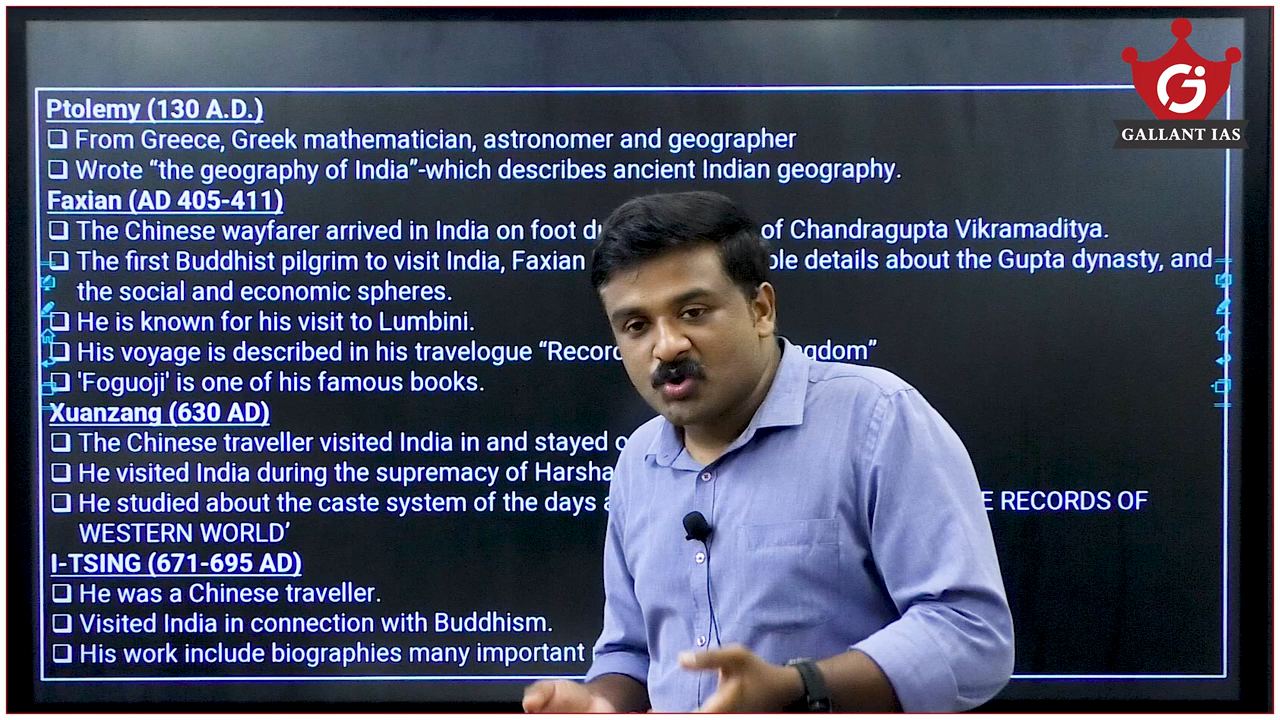 Ptolemy (130 A.D.)
❑ From Greece, Greek mathematician, astronomer and geographer
❑ Wrote “the geography of India”-which describes ancient Indian geography.
Faxian (AD 405-411)
❑ The Chinese wayfarer arrived in India on foot of Chandragupta Vikramaditya.
❑ The first Buddhist pilgrim to visit India, Faxian details about the Gupta dynasty, and
the social and economic spheres.
❑ He is known for his visit to Lumbini.
❑ His voyage is described in his travelogue
❑ 'Foguoji' is one of his famous books.
Xuanzang (630 AD)
❑ The Chinese traveller visited India in and stayed
❑ He visited India during the supremacy of Harsha
❑ He studied about the caste system of the days RECORDS OF
WESTERN WORLD’
I-TSING (671-695 AD)
❑ He was a Chinese traveller.
❑ Visited India in connection with Buddhism.
❑ His work include biographies many important
GALLANT IAS